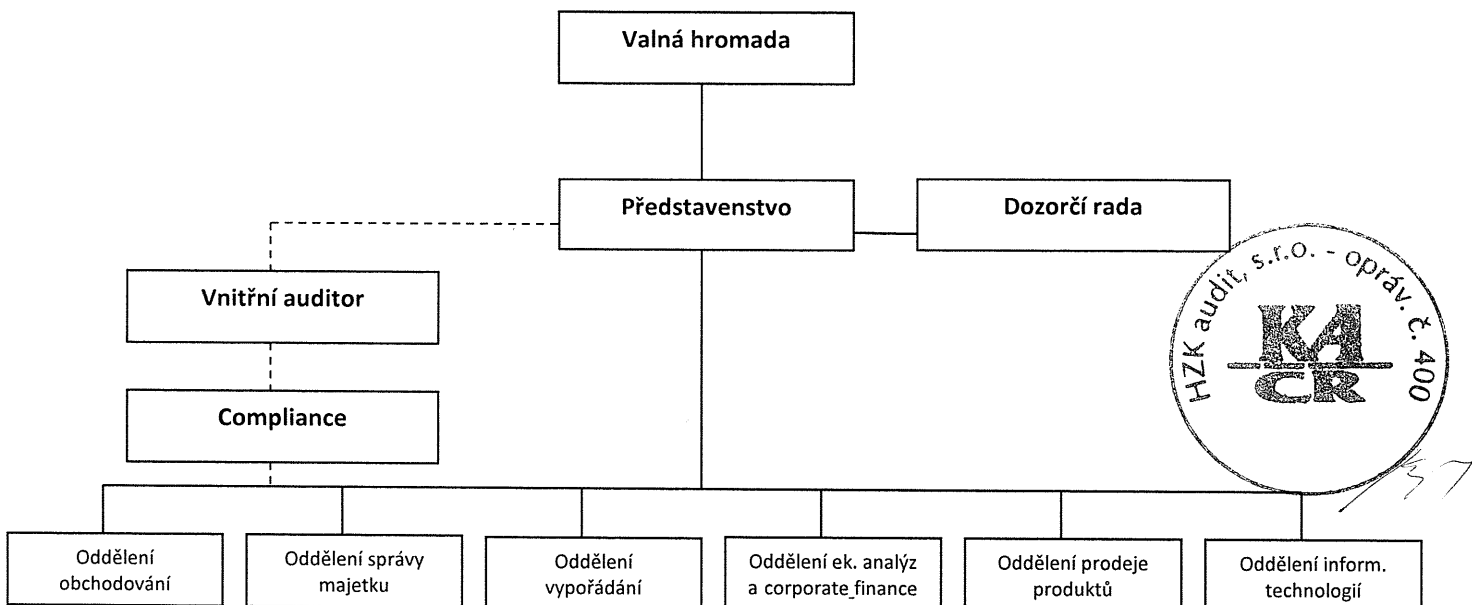 Valná hromada
Představenstvo
Dozorčí rada
Vnitřní auditor
Compliance
HZK audit, s.r.o. - opráv. č. 400
KA
CR
Oddělení
obchodování
Oddělení správy
majetku
Oddělení
vypořádání
Oddělení ek. analýz
a corporate_finance
Oddělení prodeje
produktů
Oddělení inform.
technologií